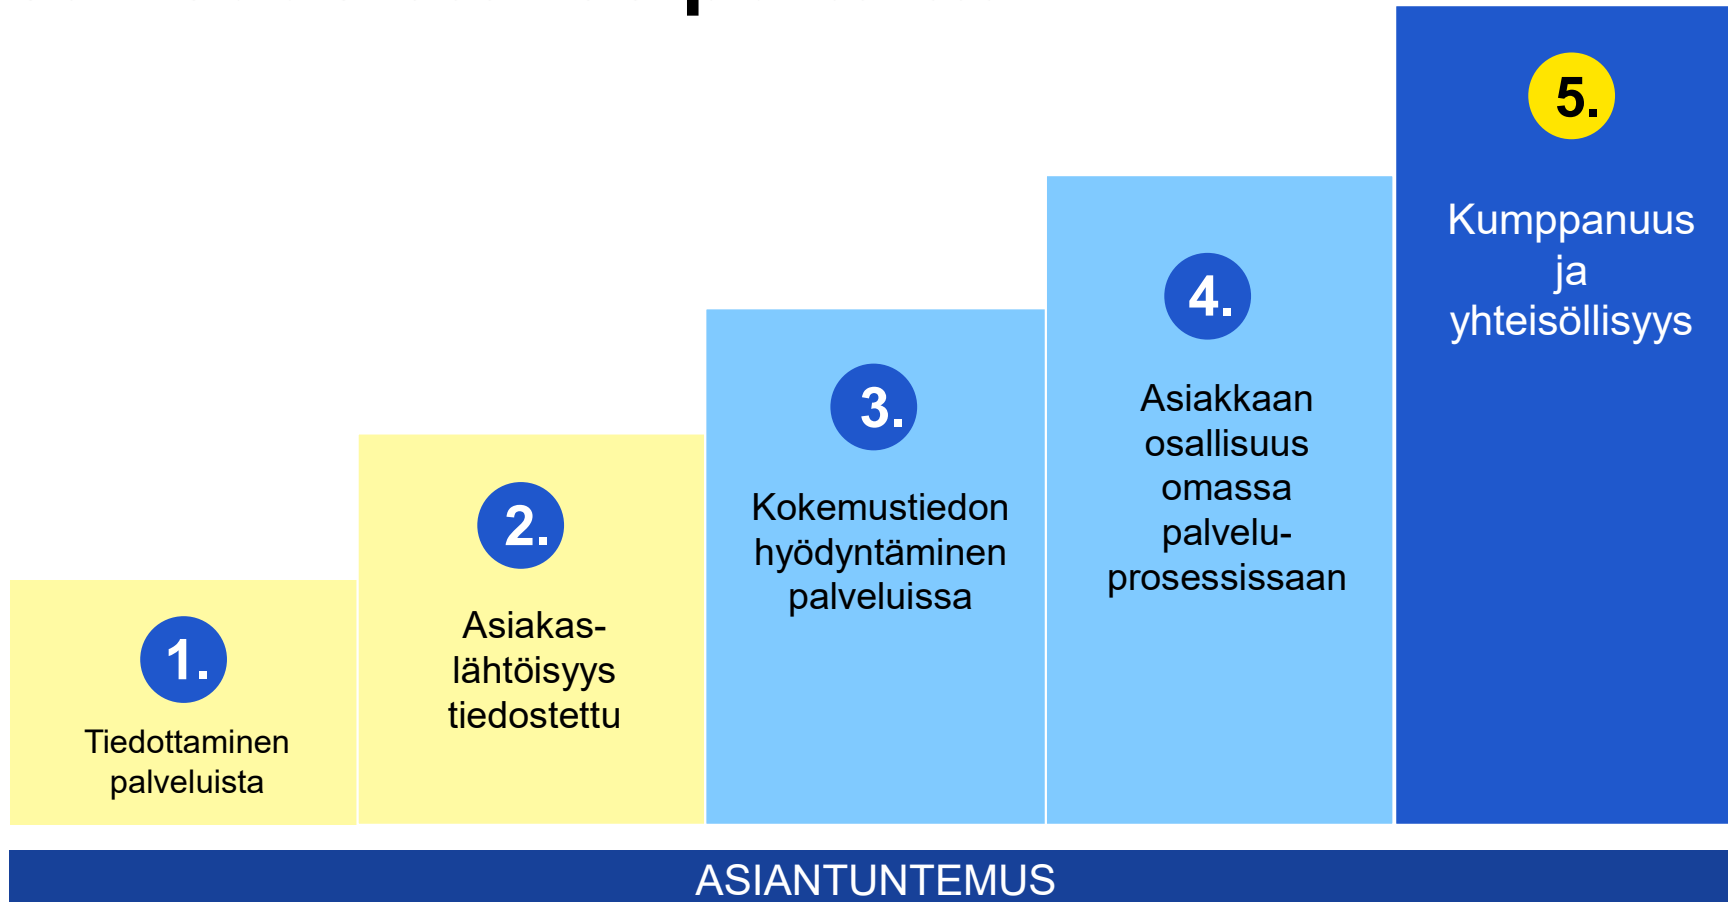 1.
Tiedottaminen
palveluista
2.
Asiakas-
lähtöisyys
tiedostettu
3.
Kokemustiedon
hyödyntäminen
palveluissa
4.
Asiakkaan
osallisuus
omassa
palvelu-
prosessissaan
5.
Kumppanuus
ja
yhteisöllisyys
ASIANTUNTEMUS